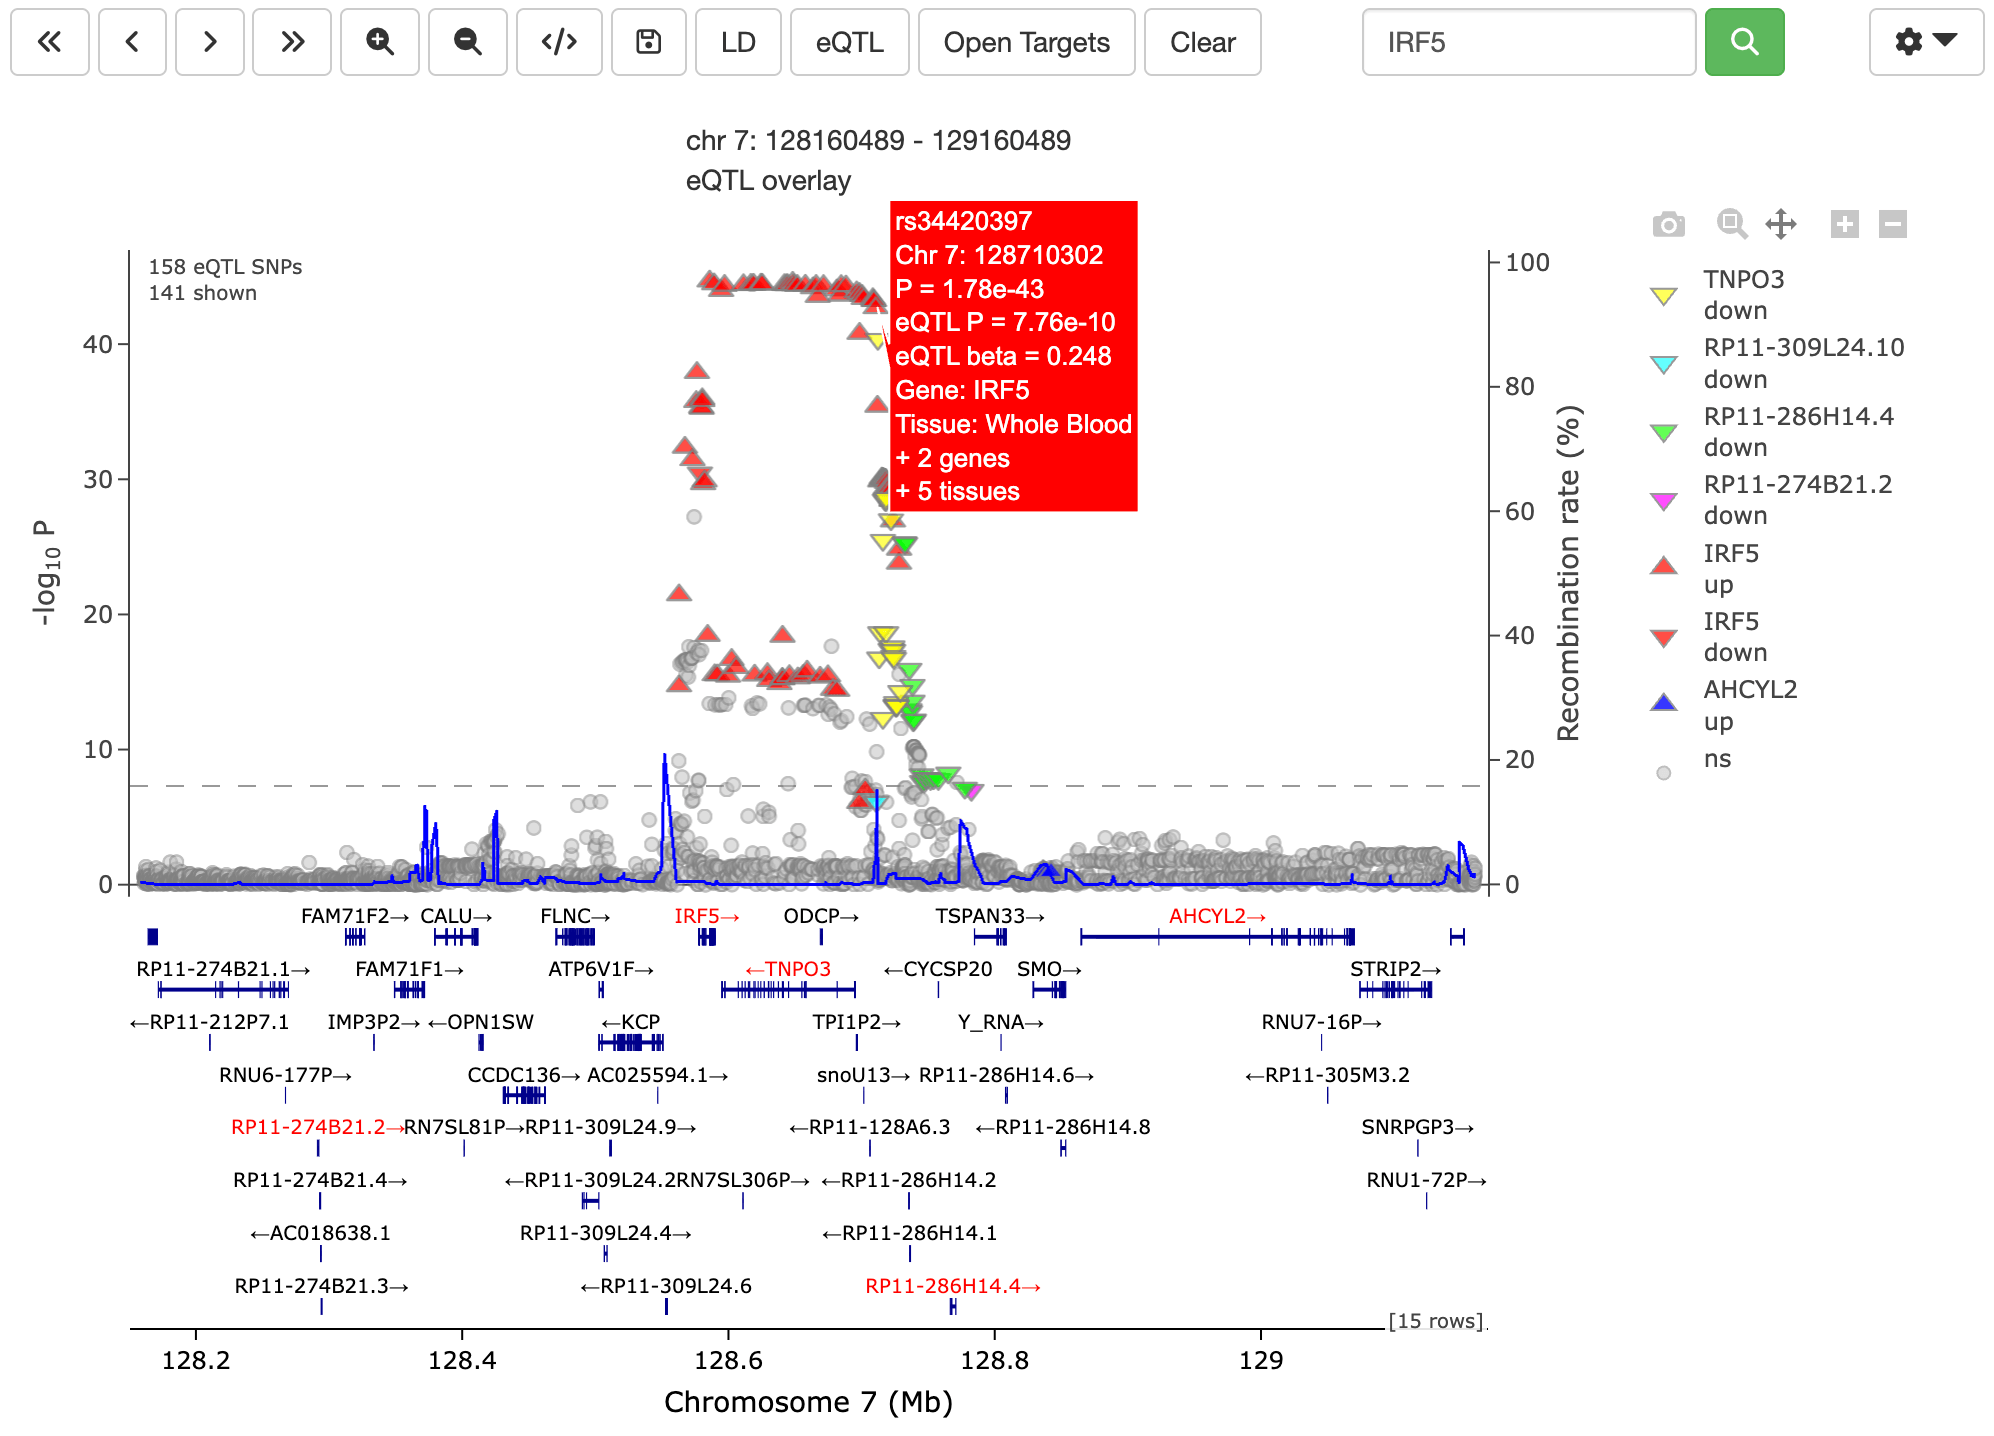 LD
eQTL
Open Targets
Clear
IRF5
chr 7: 128160489 - 129160489
eQTL overlay
158 eQTL SNPs
141 shown
rs34420397
Chr 7: 128710302
P = 1.78e-43
eQTL P = 7.76e-10
eQTL beta = 0.248
Gene: IRF5
Tissue: Whole Blood
+ 2 genes
+ 5 tissues
-log10 P
40
30
20
10
0
100
80
60
40
20
0
Recombination rate (%)
TNPO3
down
RP11-309L24.10
down
RP11-286H14.4
down
RP11-274B21.2
down
IRF5
up
IRF5
down
AHCYL2
up
ns
FAM71F2→ CALU→ FLNC→ IRF5→ ODCP→ TSPAN33→ AHCYL2→
RP11-274B21.1→ FAM71F1→ ATP6V1F→ ←TNPO3 ←CYCSP20 SMO→ STRIP2→
←RP11-212P7.1 IMP3P2→ ←OPN1SW ←KCP TPI1P2→ Y_RNA→ RNU7-16P→
RNU6-177P→ CCDC136→ AC025594.1→ snoU13→ RP11-286H14.6→ ←RP11-305M3.2
RP11-274B21.2→ RN7SL81P→ RP11-309L24.9→ ←RP11-128A6.3 ←RP11-286H14.8 SNRPGP3→
RP11-274B21.4→ ←RP11-309L24.2 RN7SL306P→ ←RP11-286H14.2 RNU1-72P→
←AC018638.1 RP11-309L24.4→ ←RP11-286H14.1
RP11-274B21.3→ ←RP11-309L24.6 RP11-286H14.4→
[15 rows]
128.2 128.4 128.6 128.8 129
Chromosome 7 (Mb)